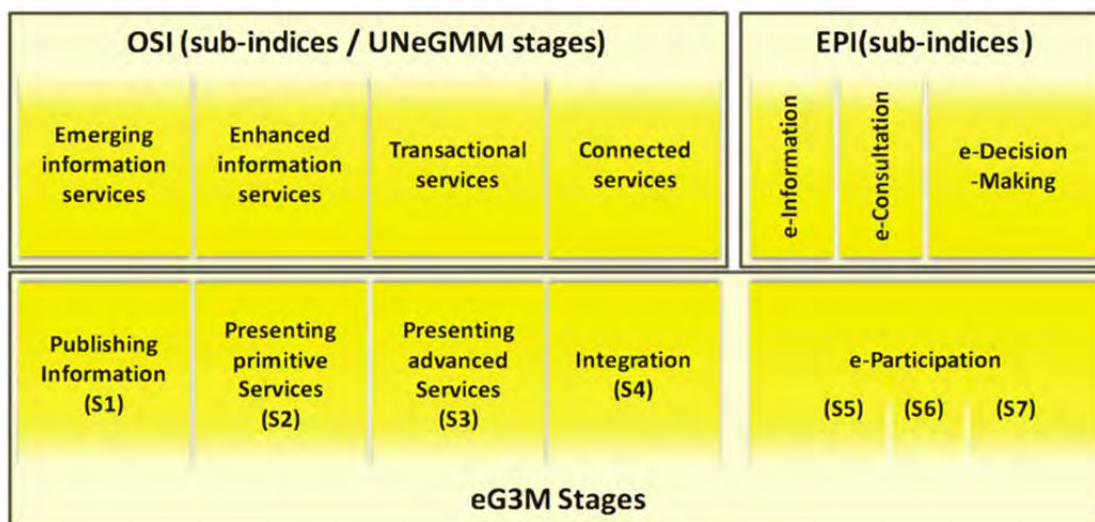 OSI (sub-indices / UNeGMM stages)
EPI(sub-indices )
Emerging
information
services
Enhanced
information
services
Transactional
services
Connected
services
e-Information
e-Consultation
e-Decision
-Making
Publishing
Information
(S1)
Presenting
primitive
Services
(S2)
Presenting
advanced
Services
(S3)
Integration
(S4)
e-Participation
(S5) (S6) (S7)
eG3M Stages